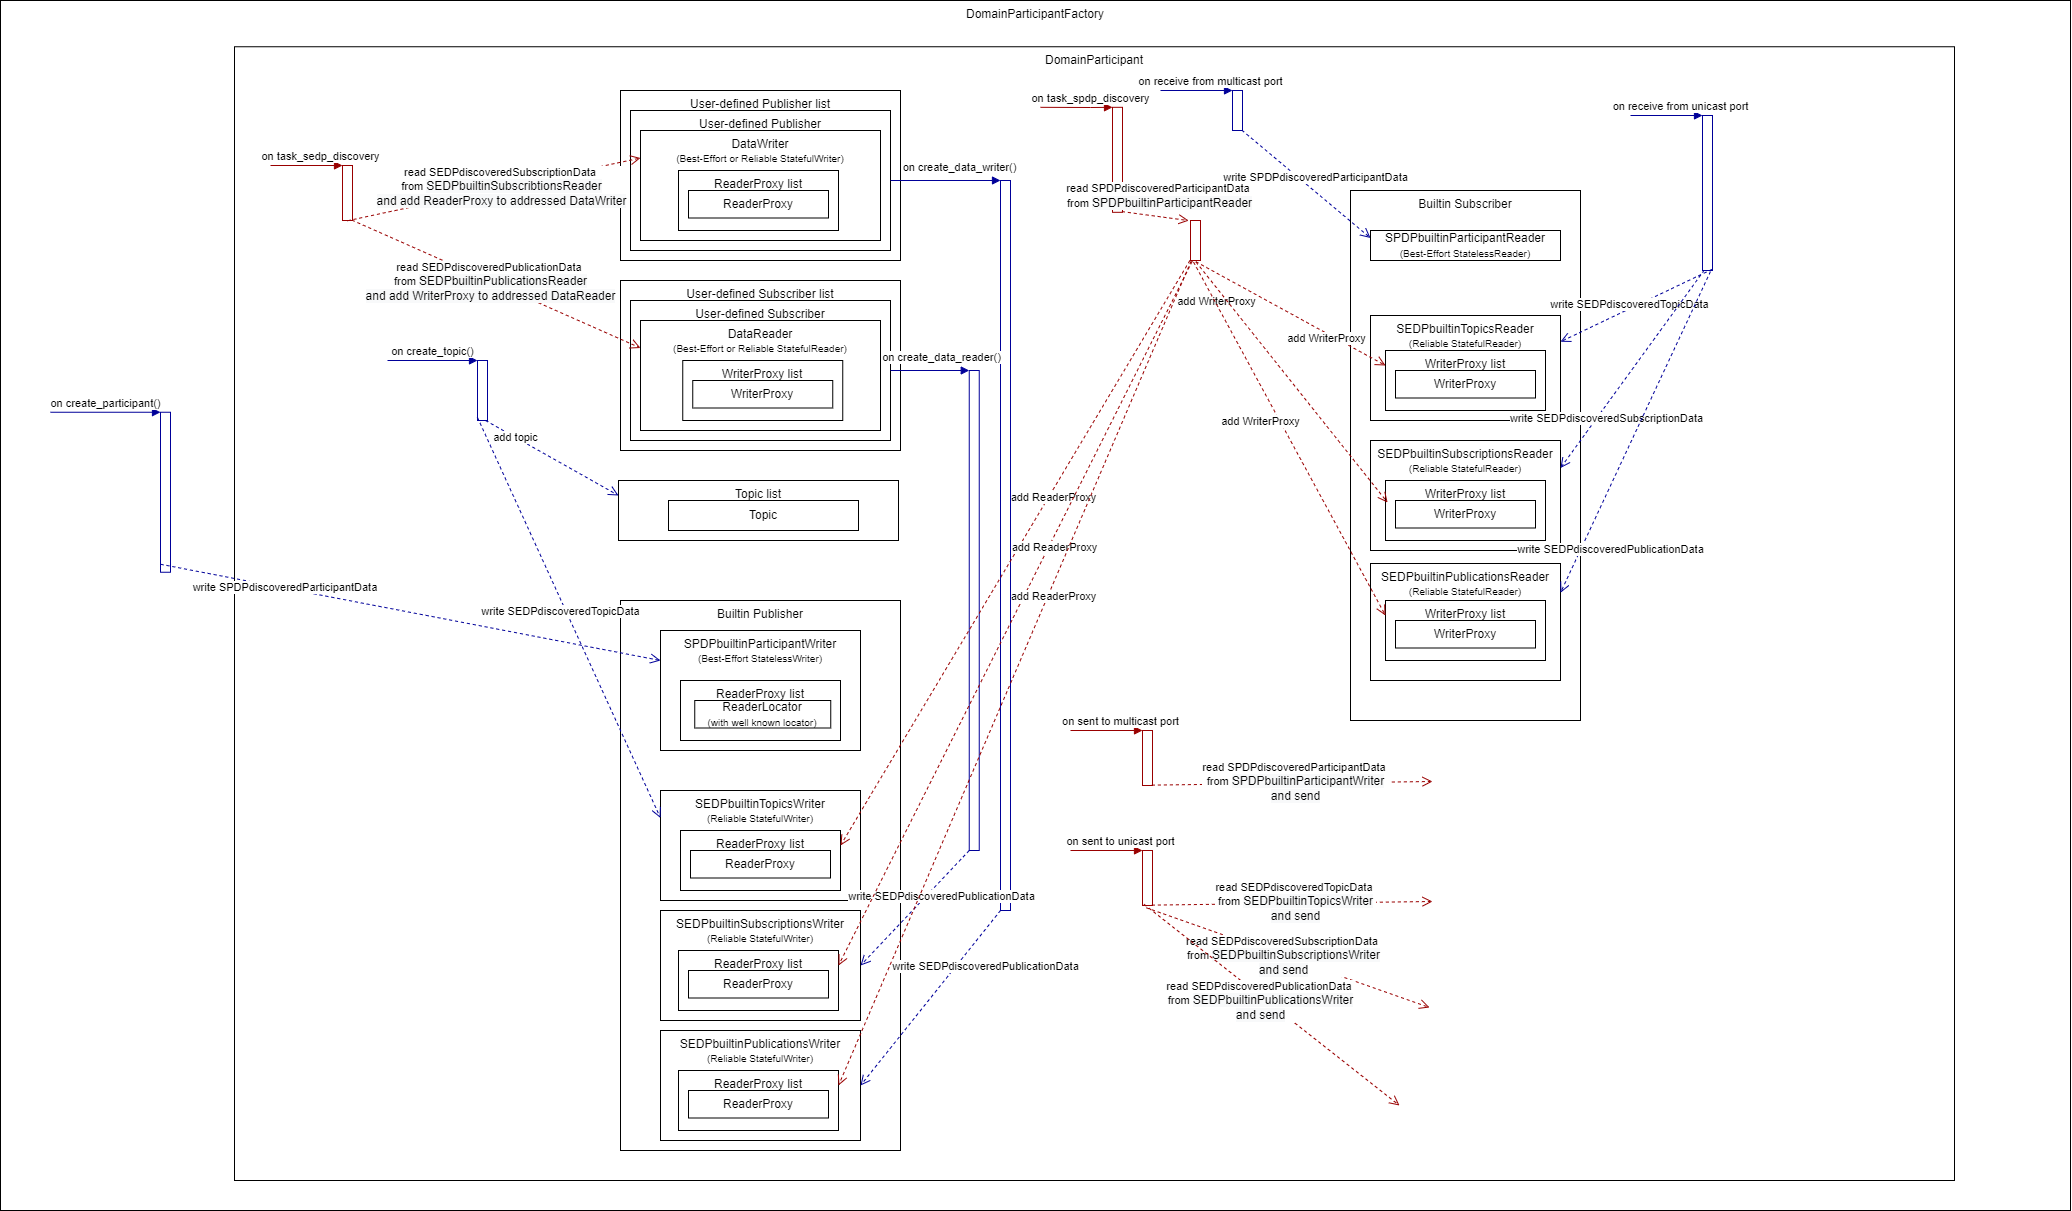 DomainParticipantFactory
DomainParticipant
on create_participant()
write SPDPdiscoveredParticipantData
on task_sedp_discovery
read SEDPdiscoveredSubscriptionData
from SEDPbuiltinSubscribtionsReader
and add ReaderProxy to addressed DataWriter
read SEDPdiscoveredPublicationData
from SEDPbuiltinPublicationsReader
and add WriterProxy to addressed DataReader
on create_topic()
add topic
write SEDPdiscoveredTopicData
User-defined Publisher list
User-defined Publisher
DataWriter
(Best-Effort or Reliable StatefulWriter)
ReaderProxy list
ReaderProxy
on create_data_writer()
User-defined Subscriber list
User-defined Subscriber
DataReader
(Best-Effort or Reliable StatefulReader)
WriterProxy list
WriterProxy
on create_data_reader()
Topic list
Topic
Builtin Publisher
SPDPbuiltinParticipantWriter
(Best-Effort StatelessWriter)
ReaderProxy list
ReaderLocator
(with well known locator)
SEDPbuiltinTopicsWriter
(Reliable StatefulWriter)
ReaderProxy list
ReaderProxy
write SEDPdiscoveredPublicationData
SEDPbuiltinSubscriptionsWriter
(Reliable StatefulWriter)
ReaderProxy list
ReaderProxy
write SEDPdiscoveredPublicationData
SEDPbuiltinPublicationsWriter
(Reliable StatefulWriter)
ReaderProxy list
ReaderProxy
on task_spdp_discovery
read SPDPdiscoveredParticipantData
from SPDPbuiltinParticipantReader
add WriterProxy
add WriterProxy
add WriterProxy
add ReaderProxy
add ReaderProxy
add ReaderProxy
on receive from multicast port
write SPDPdiscoveredParticipantData
on receive from unicast port
Builtin Subscriber
SPDPbuiltinParticipantReader
(Best-Effort StatelessReader)
write SEDPdiscoveredTopicData
SEDPbuiltinTopicsReader
(Reliable StatefulReader)
WriterProxy list
WriterProxy
write SEDPdiscoveredSubscriptionData
SEDPbuiltinSubscriptionsReader
(Reliable StatefulReader)
WriterProxy list
WriterProxy
write SEDPdiscoveredPublicationData
SEDPbuiltinPublicationsReader
(Reliable StatefulReader)
WriterProxy list
WriterProxy
on sent to multicast port
read SPDPdiscoveredParticipantData
from SPDPbuiltinParticipantWriter
and send
on sent to unicast port
read SEDPdiscoveredTopicData
from SEDPbuiltinTopicsWriter
and send
read SEDPdiscoveredSubscriptionData
from SEDPbuiltinSubscriptionsWriter
and send
read SEDPdiscoveredPublicationData
from SEDPbuiltinPublicationsWriter
and send